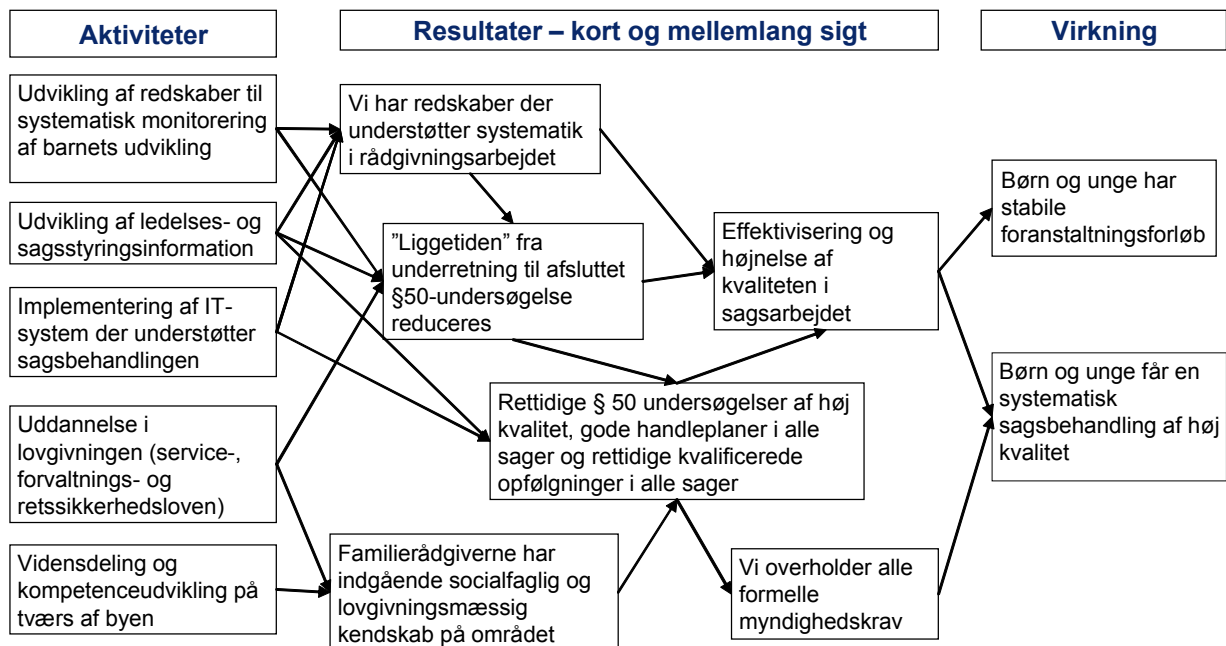 Aktiviteter
Resultater – kort og mellemlang sigt
Virkning
Udvikling af redskaber til
systematisk monitorering
af barnets udvikling
Udvikling af ledelses- og
sagsstyringsinformation
Implementering af IT-
system der understøtter
sagsbehandlingen
Uddannelse i
lovgivningen (service-,
forvaltnings- og
retssikkerhedsloven)
Vidensdeling og
kompetenceudvikling på
tværs af byen
Vi har redskaber der
understøtter systematik
i rådgivningsarbejdet
”Liggetiden” fra
underretning til afsluttet
§50-undersøgelse
reduceres
Rettidige § 50 undersøgelser af høj
kvalitet, gode handleplaner i alle
sager og rettidige kvalificerede
opfølgninger i alle sager
Familierådgiverne har
indgående socialfaglig og
lovgivningsmæssig
kendskab på området
Effektivisering og
højnelse af
kvaliteten i
sagsarbejdet
Vi overholder alle
formelle
myndighedskrav
Børn og unge har
stabile
foranstaltningsforløb
Børn og unge får en
systematisk
sagsbehandling af høj
kvalitet